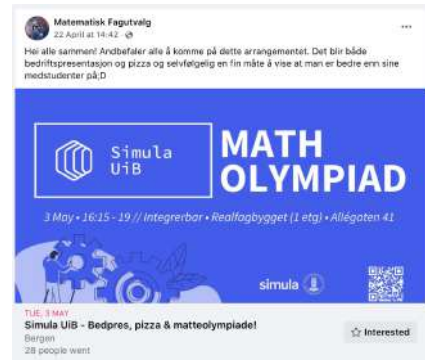 Matematisk Fagutvalg
22 April at 14:42 ·
Hei alle sammen! Andbefaler alle å komme på dette arrangementet. Det blir både
bedriftspresentasjon og pizza og selvfølgelig en fin måte å vise at man er bedre enn sine
medstudenter på;D
Simula
UiB
MATH
OLYMPIAD
3 May • 16:15 - 19 // Integrerbar • Realfagbygget (1 etg) • Allégaten 41
simula
TUE, 3 MAY
Simula UiB - Bedpres, pizza & matteolympiade!
Bergen
28 people went
Interested